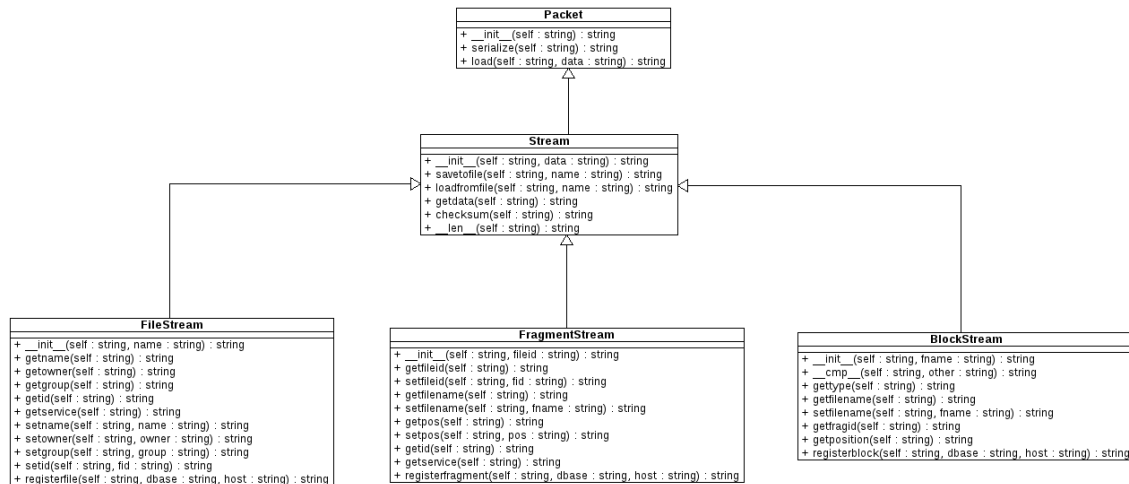 Packet
+ __init__(self : string) : string
+ serialize(self : string) : string
+ load(self : string, data : string) : string
Stream
+ __init__(self : string, data : string) : string
+ savetofile(self : string, name : string) : string
+ loadfromfile(self : string, name : string) : string
+ getdata(self : string) : string
+ checksum(self : string) : string
+ __len__(self : string) : string
FileStream
+ __init__(self : string, name : string) : string
+ getname(self : string) : string
+ getowner(self : string) : string
+ getgroup(self : string) : string
+ getid(self : string) : string
+ getservice(self : string) : string
+ setname(self : string, name : string) : string
+ setowner(self : string, owner : string) : string
+ setgroup(self : string, group : string) : string
+ setid(self : string, fid : string) : string
+ registerfile(self : string, dbase : string, host : string) : string
FragmentStream
+ __init__(self : string, fileid : string) : string
+ getfileid(self : string) : string
+ setfileid(self : string, fid : string) : string
+ getfilename(self : string) : string
+ setfilename(self : string, fname : string) : string
+ getpos(self : string) : string
+ setpos(self : string, pos : string) : string
+ getid(self : string) : string
+ getservice(self : string) : string
+ registerfragment(self : string, dbase : string, host : string) : string
BlockStream
+ __init__(self : string, fname : string) : string
+ __cmp__(self : string, other : string) : string
+ gettype(self : string) : string
+ getfilename(self : string) : string
+ setfilename(self : string, fname : string) : string
+ getfragid(self : string) : string
+ getposition(self : string) : string
+ registerblock(self : string, dbase : string, host : string) : string